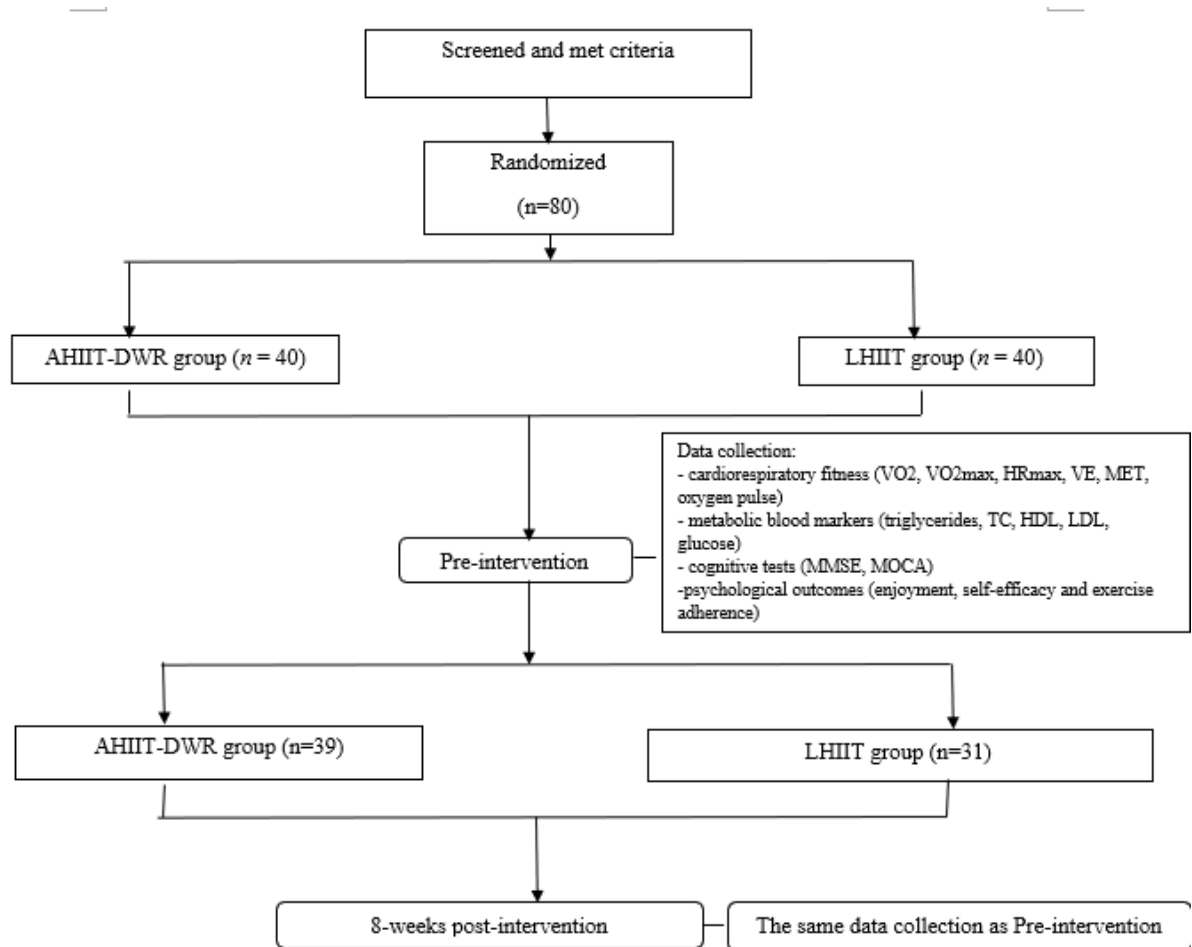 Screened and met criteria
Randomized
(n=80)
AHIIT-DWR group (n = 40)
LHIIT group (n = 40)
Data collection:
- cardiorespiratory fitness (VO2, VO2max, HRmax, VE, MET,
oxygen pulse)
- metabolic blood markers (triglycerides, TC, HDL, LDL,
glucose)
- cognitive tests (MMSE, MOCA)
-psychological outcomes (enjoyment, self-efficacy and exercise
adherence)
Pre-intervention
AHIIT-DWR group (n=39)
LHIIT group (n=31)
8-weeks post-intervention
The same data collection as Pre-intervention